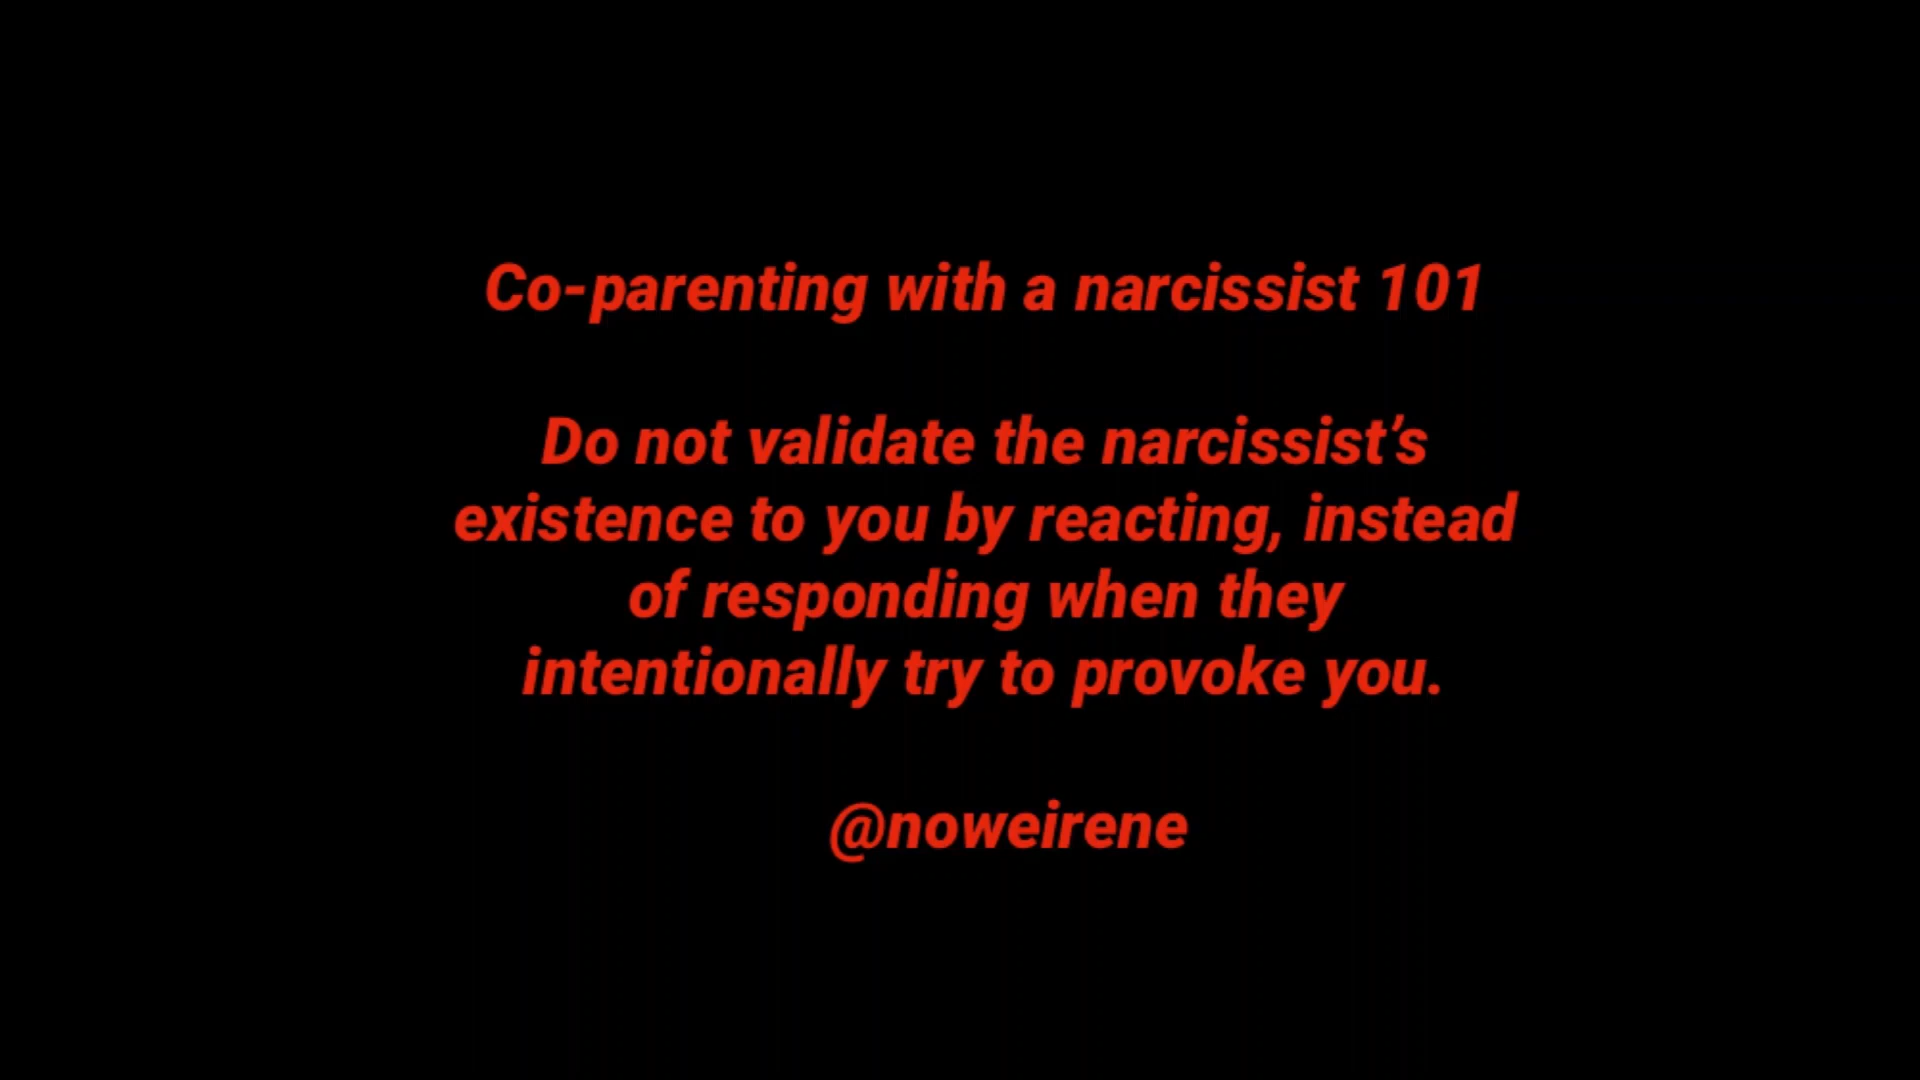 Co-parenting with a narcissist 101
Do not validate the narcissist’s
existence to you by reacting, instead
of responding when they
intentionally try to provoke you.
@noweirene